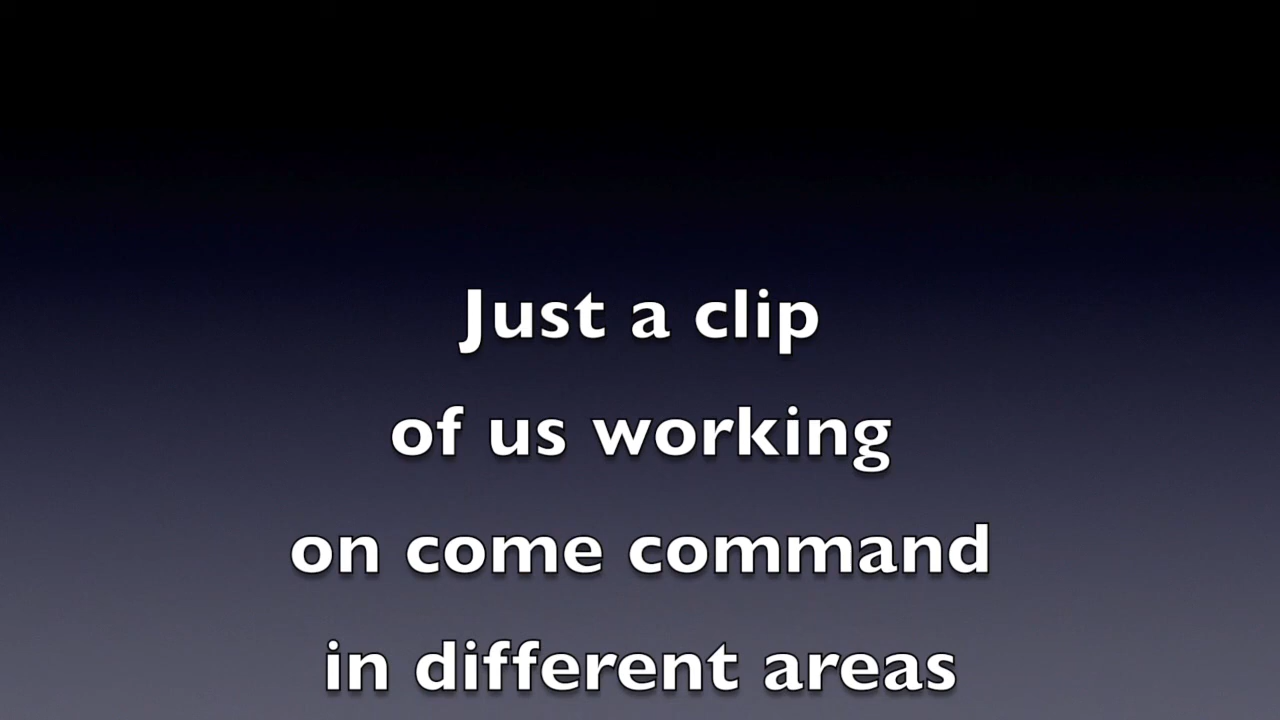 Just a clip
of us working
on come command
in different areas